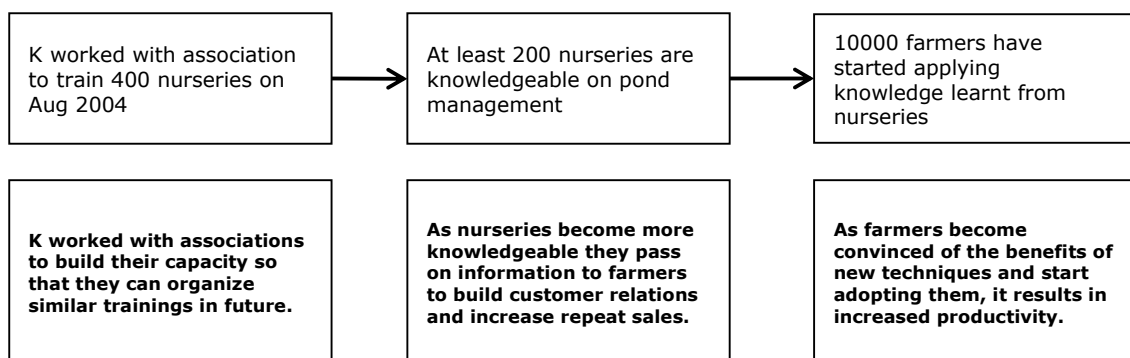 K worked with association
to train 400 nurseries on
Aug 2004
At least 200 nurseries are
knowledgeable on pond
management
10000 farmers have
started applying
knowledge learnt from
nurseries
K worked with associations
to build their capacity so
that they can organize
similar trainings in future.
As nurseries become more
knowledgeable they pass
on information to farmers
to build customer relations
and increase repeat sales.
As farmers become
convinced of the benefits of
new techniques and start
adopting them, it results in
increased productivity.